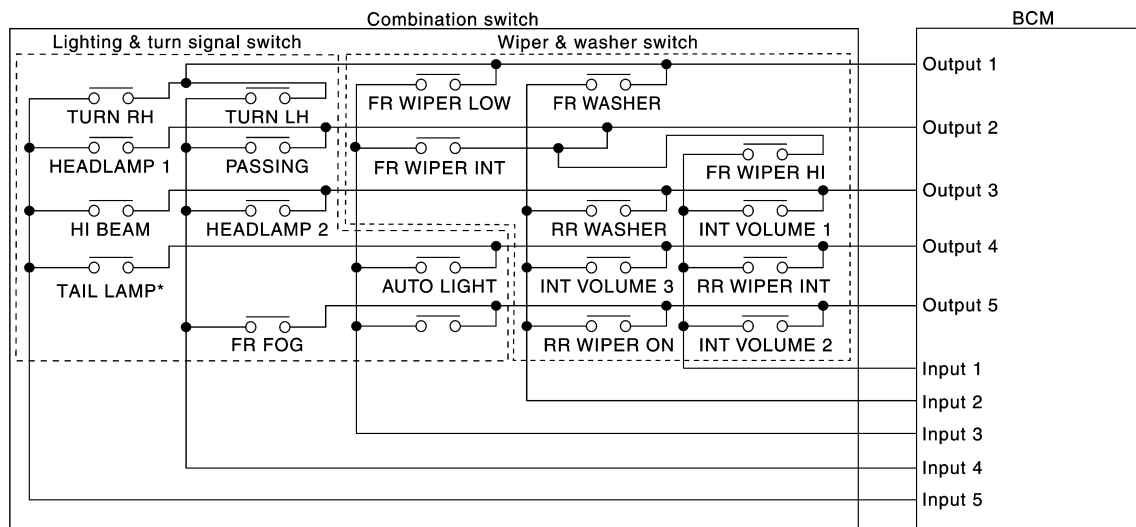 Combination switch
BCM
Lighting & turn signal switch
Wiper & washer switch
Output 1
TURN RH
TURN LH
FR WIPER LOW
FR WASHER
Output 2
HEADLAMP 1
PASSING
FR WIPER INT
FR WIPER HI
Output 3
HI BEAM
HEADLAMP 2
RR WASHER
INT VOLUME 1
Output 4
TAIL LAMP*
AUTO LIGHT
INT VOLUME 3
RR WIPER INT
Output 5
FR FOG
RR WIPER ON
INT VOLUME 2
Input 1
Input 2
Input 3
Input 4
Input 5